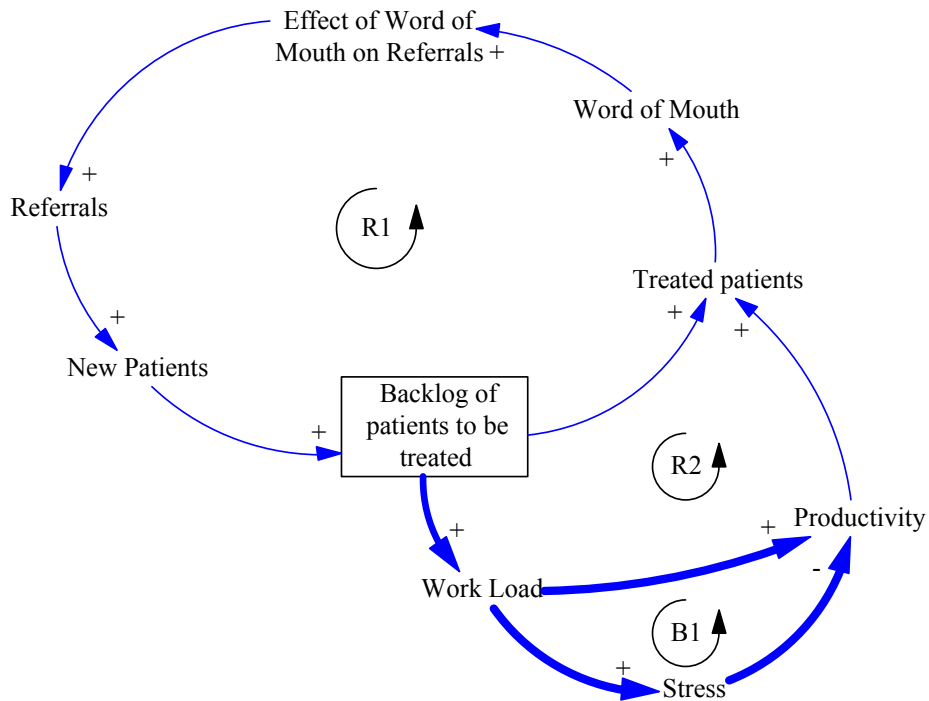 Effect of Word of
Mouth on Referrals +
Word of Mouth
+
+
Referrals
R1
Treated patients
+
+
+
New Patients
Backlog of
patients to be
treated
+
R2
+
Productivity
+
-
Work Load
B1
+
Stress